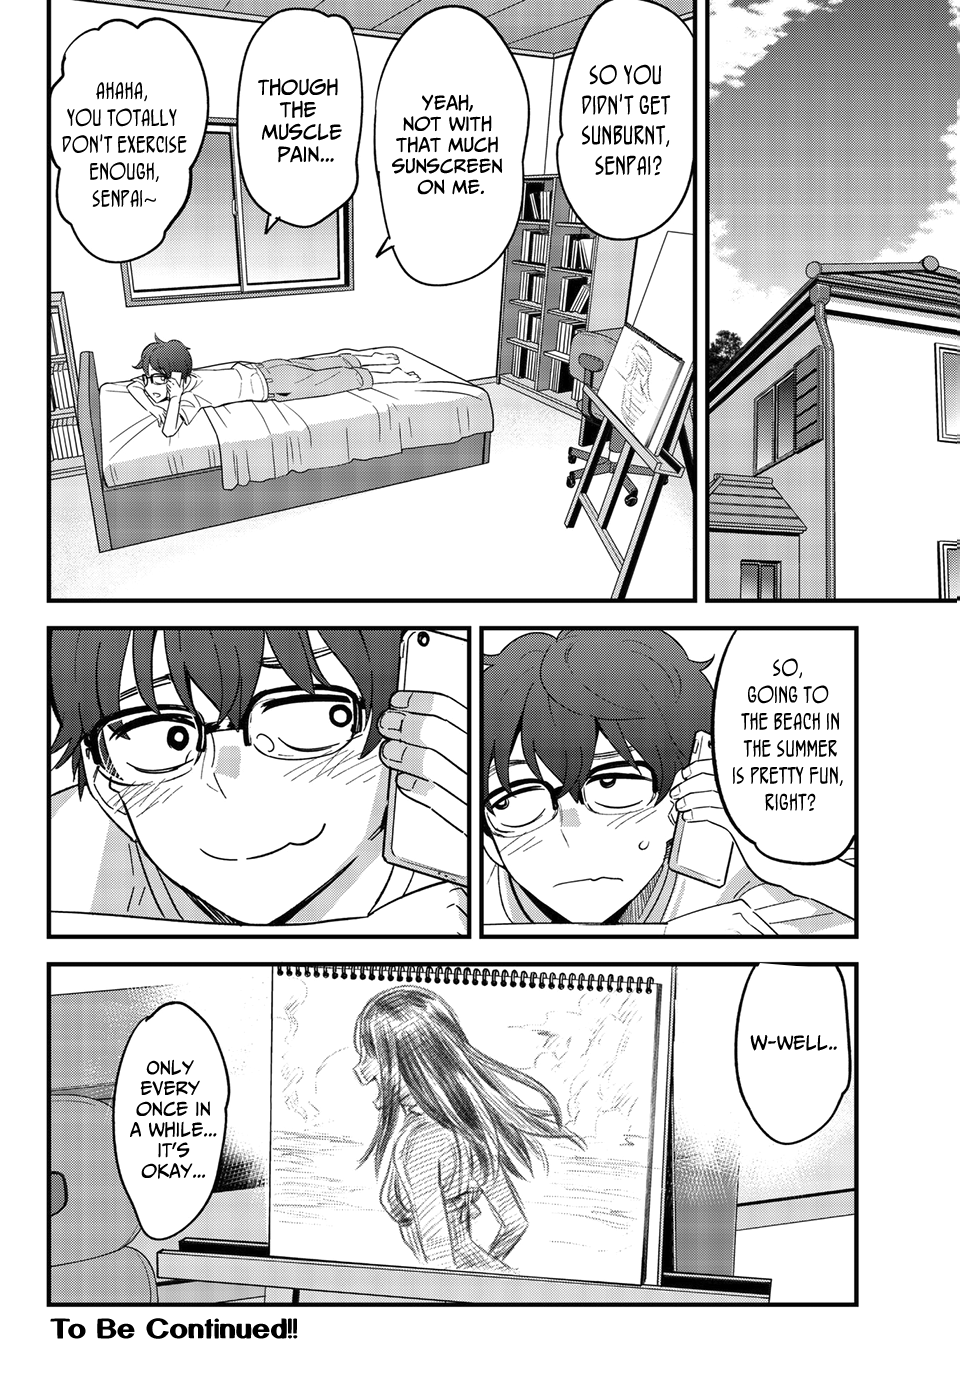 SO YOU
DIDN'T GET
SUNBURNT,
SENPAI?
YEAH,
NOT WITH
THAT MUCH
SUNSCREEN
ON ME.
THOUGH
THE
MUSCLE
PAIN...
AHAHA,
YOU TOTALLY
DON'T EXERCISE
ENOUGH,
SENPAI~
SO,
GOING TO
THE BEACH IN
THE SUMMER
IS PRETTY FUN,
RIGHT?
W-WELL..
ONLY
EVERY
ONCE IN
A WHILE...
IT'S
OKAY...
To Be Continued!!